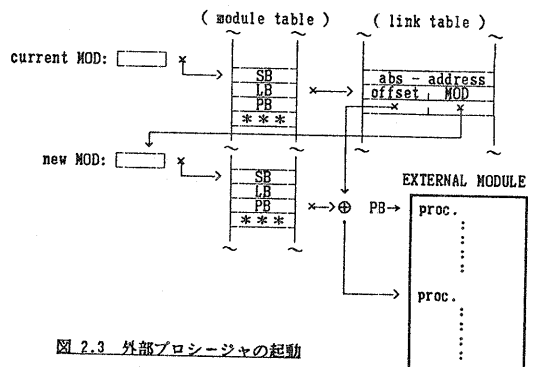 ( module table )
( link table )
current MOD:
SB
LB
PB
***
abs - address
offset MOD
new MOD:
SB
LB
PB
***
EXTERNAL MODULE
PB→
proc.
proc.
図 2.3 外部プロシージャの起動